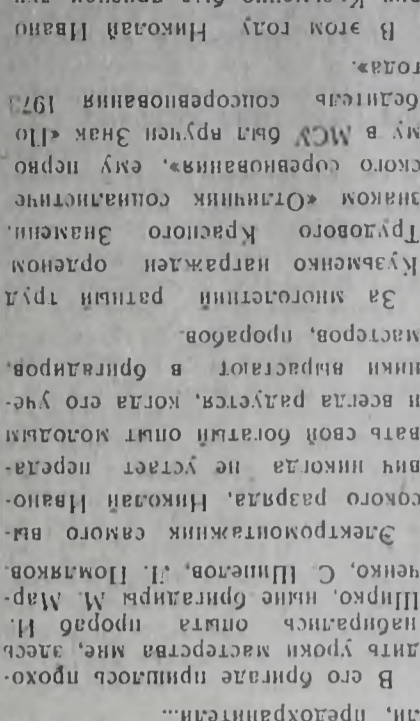 ли, предохранители...
В его бригаде пришлось прохо-
дить уроки мастерства мне, здесь
набирались опыта прораб И.
Ширко, ныне бригадиры М. Мар-
ченко, С. Шпелов, Л. Помляков.
Электромонтажник самого вы-
сокого разряда, Николай Ивано-
вич никогда не устает переда-
вать свой богатый опыт молодым
и всегда радуется, когда его уче-
ники вырастают в бригадиров,
мастеров, прорабов.
За многолетний ратный труд
Кузьменко награжден орденом
Трудового Красного Знамени,
знаком «Отличник социалистиче
ского соревнования», ему перво
му в МСУ был вручен Знак «По
бедитель соцсоревнования 1973
года».
В этом году Николай Ивано